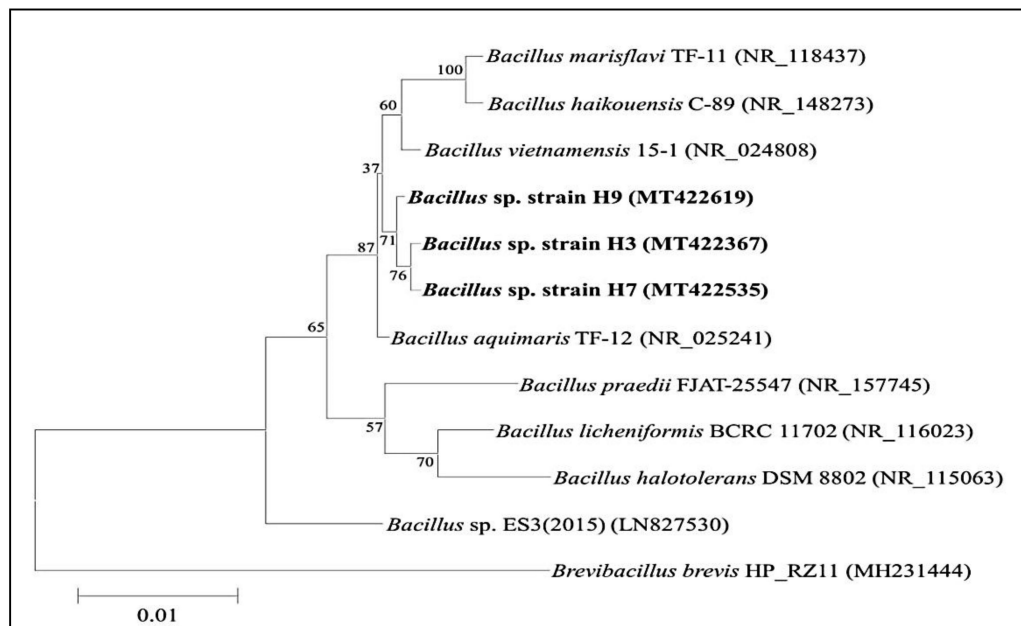 Bacillus marisflavi TF-11 (NR_118437)
100
Bacillus haikouensis C-89 (NR_148273)
60
Bacillus vietnamensis 15-1 (NR_024808)
37
Bacillus sp. strain H9 (MT422619)
71
Bacillus sp. strain H3 (MT422367)
87
76
Bacillus sp. strain H7 (MT422535)
65
Bacillus aquimaris TF-12 (NR_025241)
Bacillus praedii FJAT-25547 (NR_157745)
57
Bacillus licheniformis BCRC 11702 (NR_116023)
70
Bacillus halotolerans DSM 8802 (NR_115063)
Bacillus sp. ES3(2015) (LN827530)
Brevibacillus brevis HP_RZ11 (MH231444)
0.01